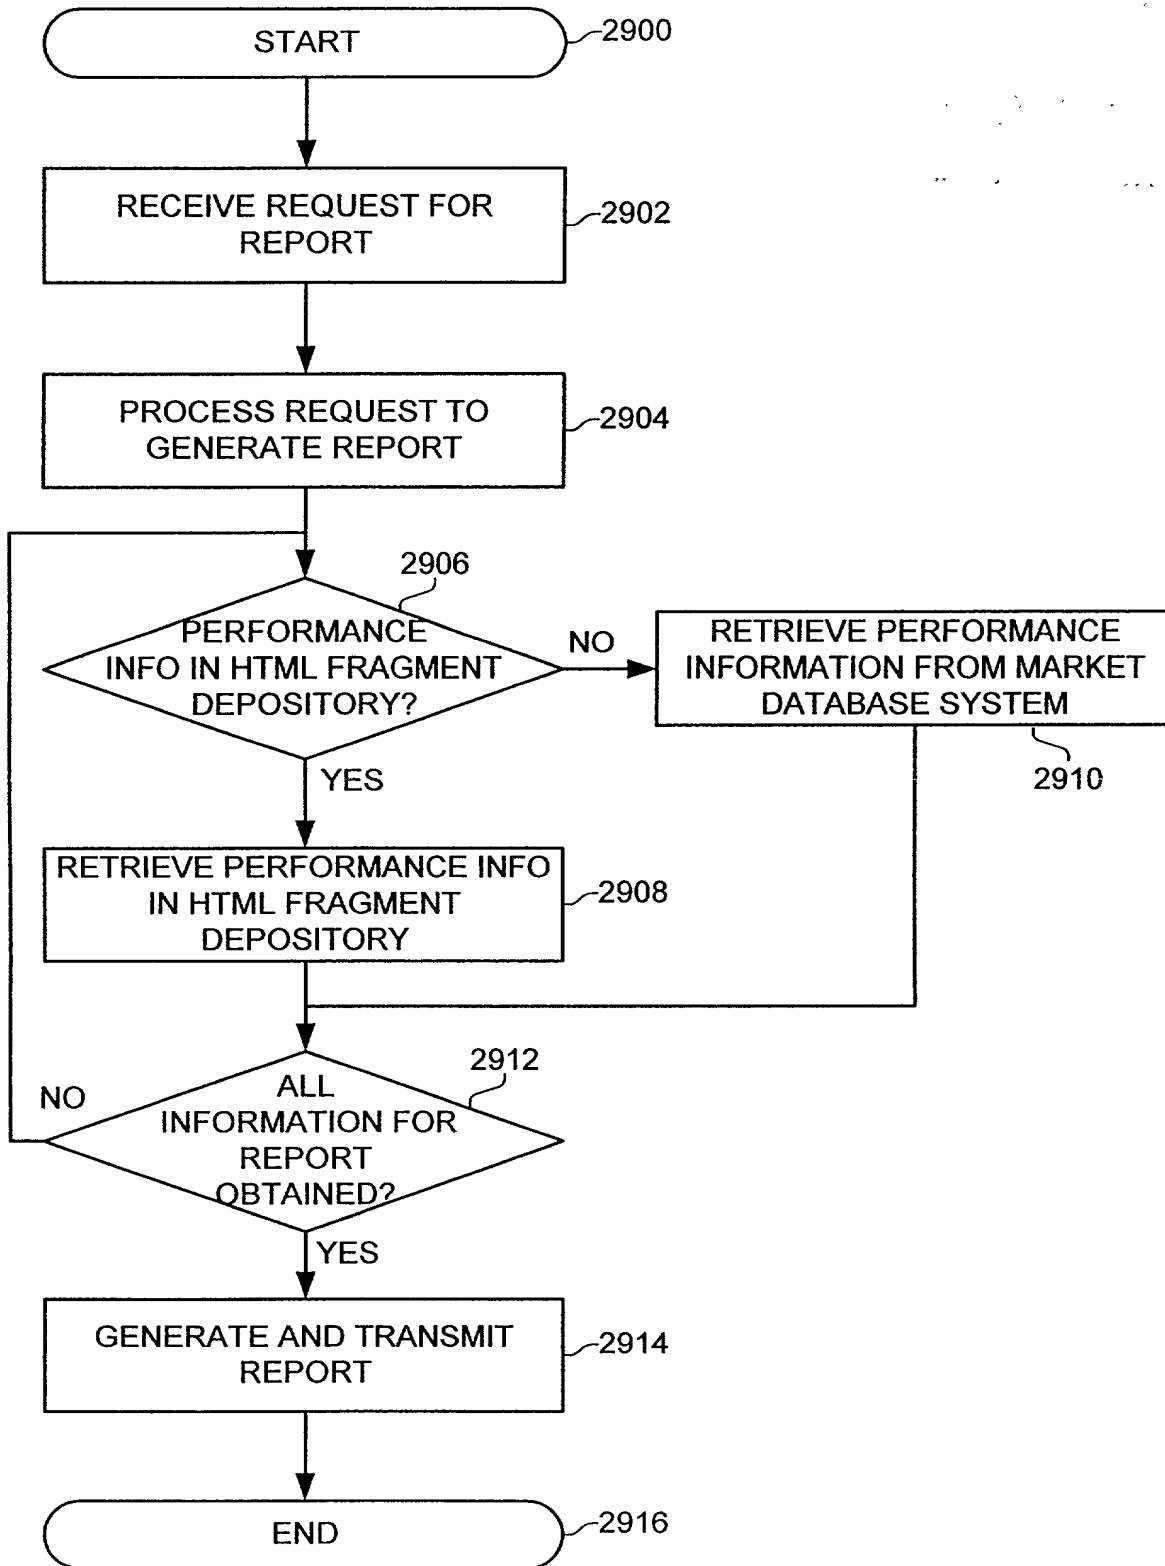 START
2900
RECEIVE REQUEST FOR
REPORT
2902
PROCESS REQUEST TO
GENERATE REPORT
2904
2906
PERFORMANCE
INFO IN HTML FRAGMENT
DEPOSITORY?
NO
RETRIEVE PERFORMANCE
INFORMATION FROM MARKET
DATABASE SYSTEM
2910
YES
RETRIEVE PERFORMANCE INFO
IN HTML FRAGMENT
DEPOSITORY
2908
2912
ALL
INFORMATION FOR
REPORT
OBTAINED?
NO
YES
GENERATE AND TRANSMIT
REPORT
2914
END
2916